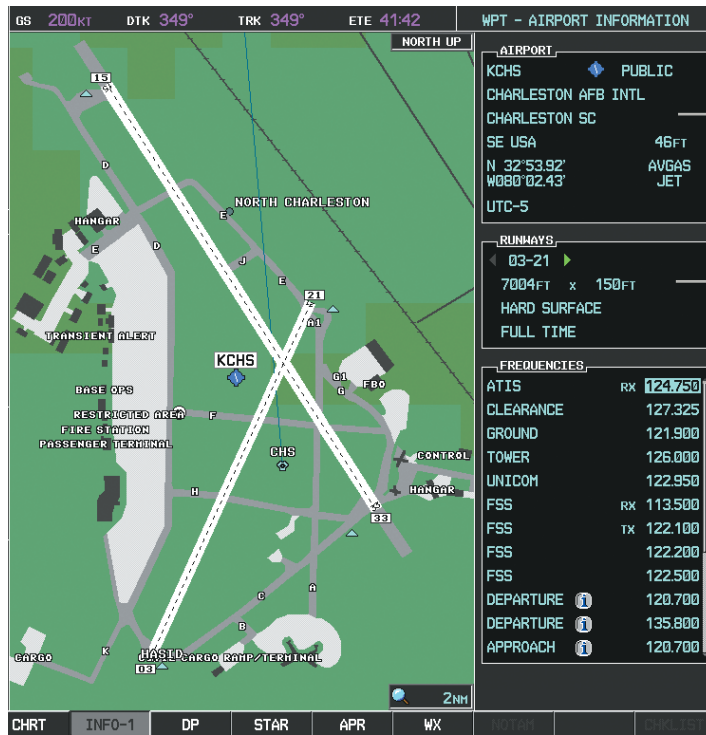 GS 200KT DTK 349° TRK 349° ETE 41:42
WPT - AIRPORT INFORMATION
NORTH UP
15
D
NORTH CHARLESTON
E
HANGAR
E
D
J
E
21
A1
TRANSIENT ALERT
KCHS
G1
G
FBO
BASE OPS
RESTRICTED AREA
F
FIRE STATION
PASSENGER TERMINAL
CHS
CONTROL
H
HANGAR
33
C
A
B
HASID
CARGO RAMP/TERMINAL
CARGO
K
03
2NM
AIRPORT
KCHS PUBLIC
CHARLESTON AFB INTL
CHARLESTON SC
SE USA 46FT
N 32°53.92' AVGAS
W080°02.43' JET
UTC-5
RUNWAYS
03-21
7004FT x 150FT
HARD SURFACE
FULL TIME
FREQUENCIES
ATIS RX 124.750
CLEARANCE 127.325
GROUND 121.900
TOWER 126.000
UNICOM 122.950
FSS RX 113.500
FSS TX 122.100
FSS 122.200
FSS 122.500
DEPARTURE i 120.700
DEPARTURE i 135.800
APPROACH i 120.700
CHRT INFO-1 DP STAR APR WX NOTAM CHKLIST